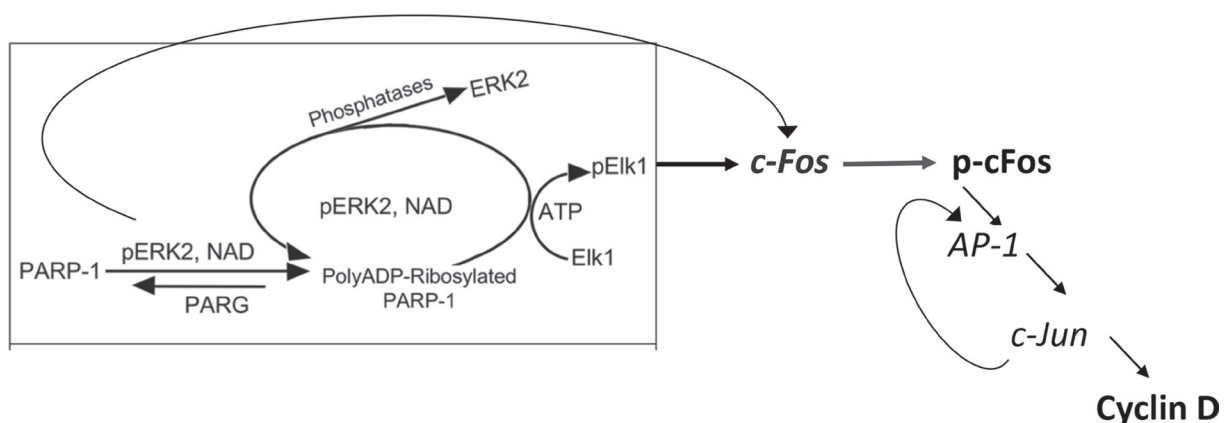 Phosphatases
ERK2
pElk1
c-Fos
p-cFos
pERK2, NAD
ATP
AP-1
pERK2, NAD
Elk1
PARP-1
PolyADP-Ribosylated
PARP-1
PARG
c-Jun
Cyclin D